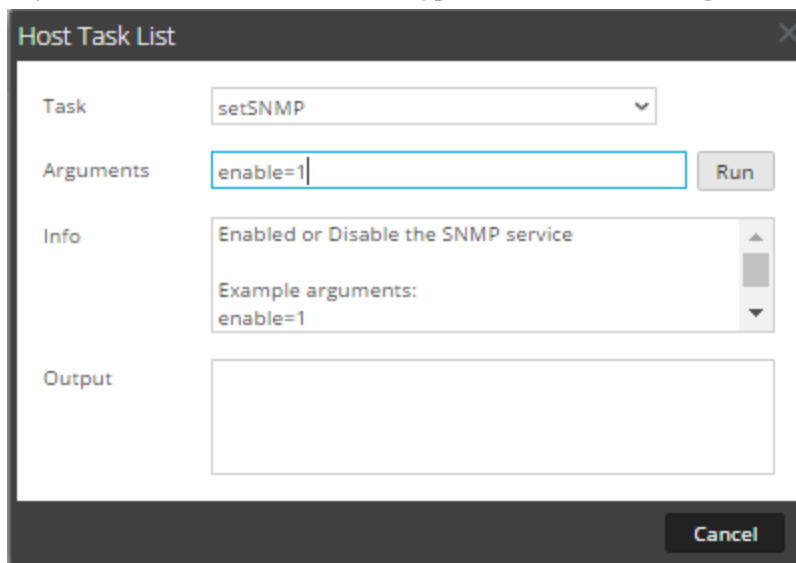 Host Task List
Task
setSNMP
Arguments
enable=1
Run
Info
Enabled or Disable the SNMP service
Example arguments:
enable=1
Output
Cancel